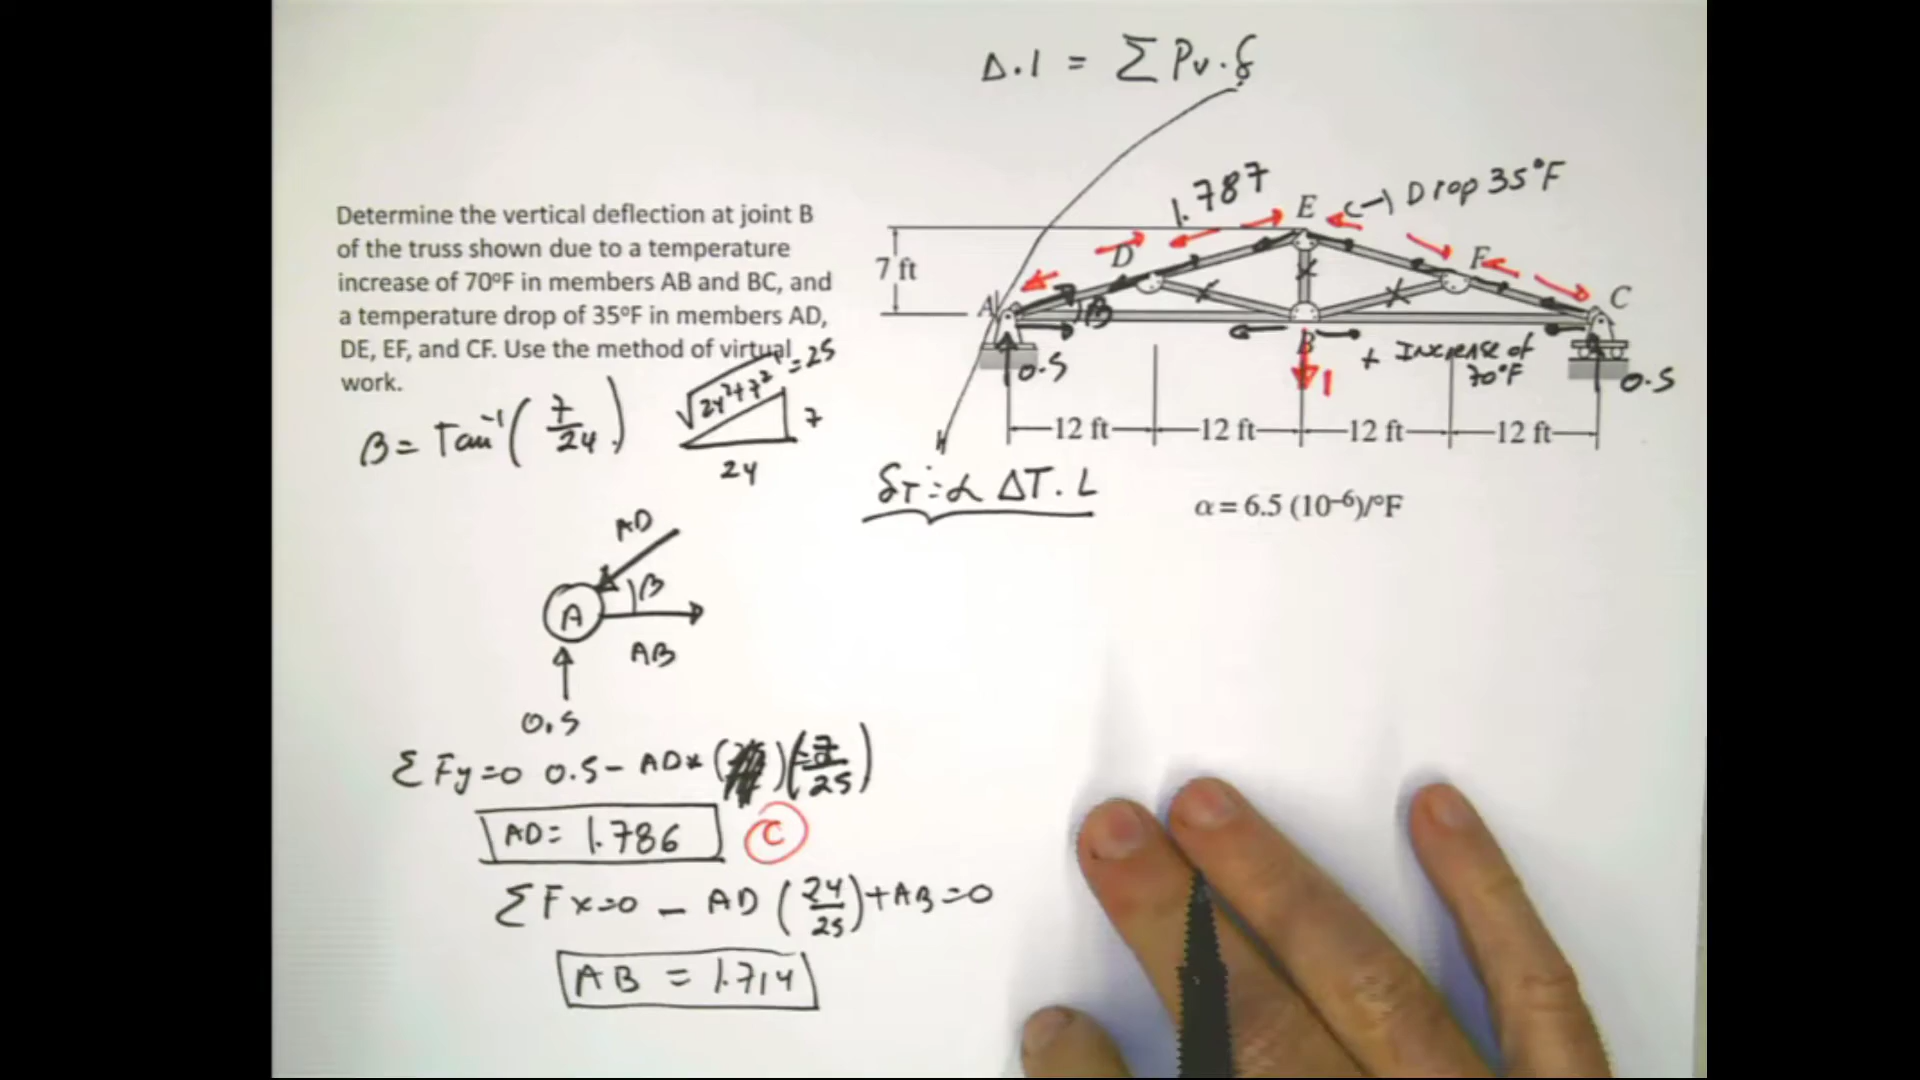 Δ.1 = Σ Pv.δ
Determine the vertical deflection at joint B
of the truss shown due to a temperature
increase of 70ºF in members AB and BC, and
a temperature drop of 35ºF in members AD,
DE, EF, and CF. Use the method of virtual
work.
1.787
(-) Drop 35°F
E
D
F
7 ft
A
β
C
B
+ Increase of
70°F
0.5
1
0.5
12 ft
12 ft
12 ft
12 ft
β = Tan⁻¹(7/24)
√24²+7² = 25
7
24
δT = α ΔT. L
α = 6.5 (10–6)/°F
AD
β
A
AB
0.5
ΣFy=0 0.5 - AD* (7/25)
AD = 1.786 C
ΣFx=0 - AD (24/25) + AB = 0
AB = 1.714